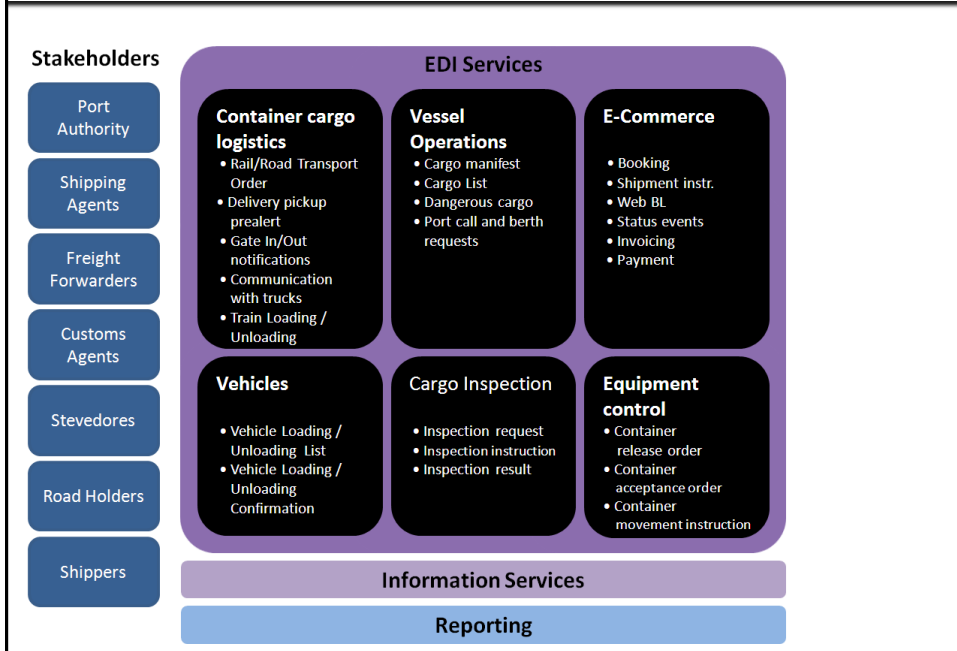 Stakeholders
Port
Authority
Shipping
Agents
Freight
Forwarders
Customs
Agents
Stevedores
Road Holders
Shippers
EDI Services
Container cargo
logistics
• Rail/Road Transport
Order
• Delivery pickup
prealert
• Gate In/Out
notifications
• Communication
with trucks
• Train Loading /
Unloading
Vessel
Operations
• Cargo manifest
• Cargo List
• Dangerous cargo
• Port call and berth
requests
E-Commerce
• Booking
• Shipment instr.
• Web BL
• Status events
• Invoicing
• Payment
Vehicles
• Vehicle Loading /
Unloading List
• Vehicle Loading /
Unloading
Confirmation
Cargo Inspection
• Inspection request
• Inspection instruction
• Inspection result
Equipment
control
• Container
release order
• Container
acceptance order
• Container
movement instruction
Information Services
Reporting